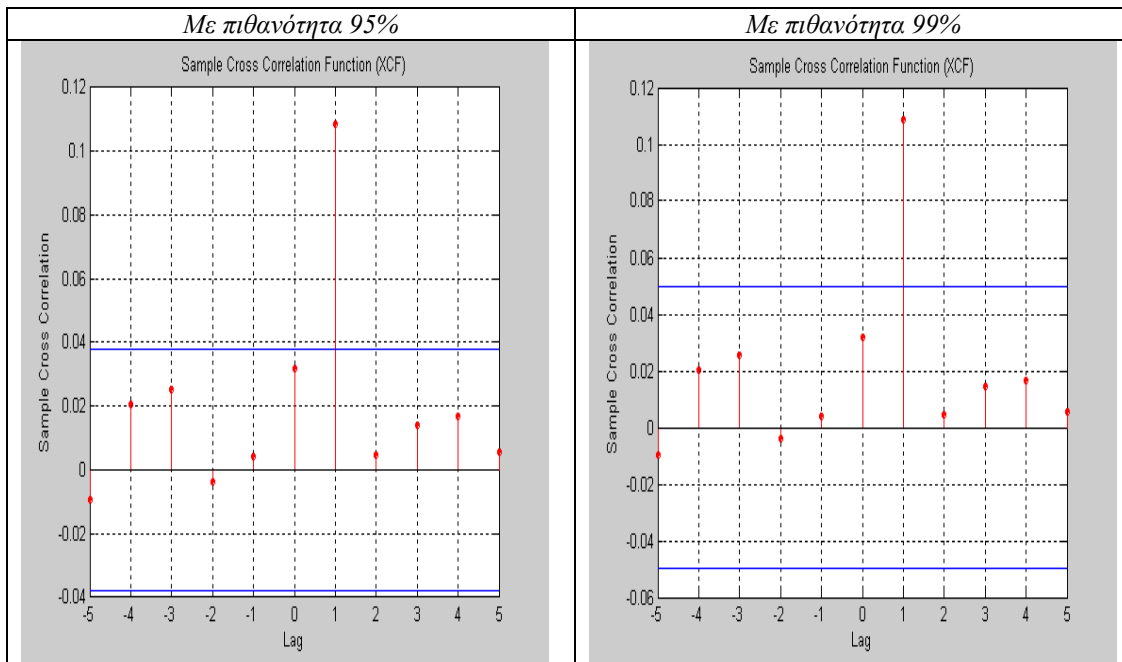 Με πιθανότητα 95%
Με πιθανότητα 99%
Sample Cross Correlation Function (XCF)
0.12
0.1
0.08
0.06
0.04
0.02
0
-0.02
-0.04
Sample Cross Correlation
-5 -4 -3 -2 -1 0 1 2 3 4 5
Lag
Sample Cross Correlation Function (XCF)
0.12
0.1
0.08
0.06
0.04
0.02
0
-0.02
-0.04
-0.06
Sample Cross Correlation
-5 -4 -3 -2 -1 0 1 2 3 4 5
Lag